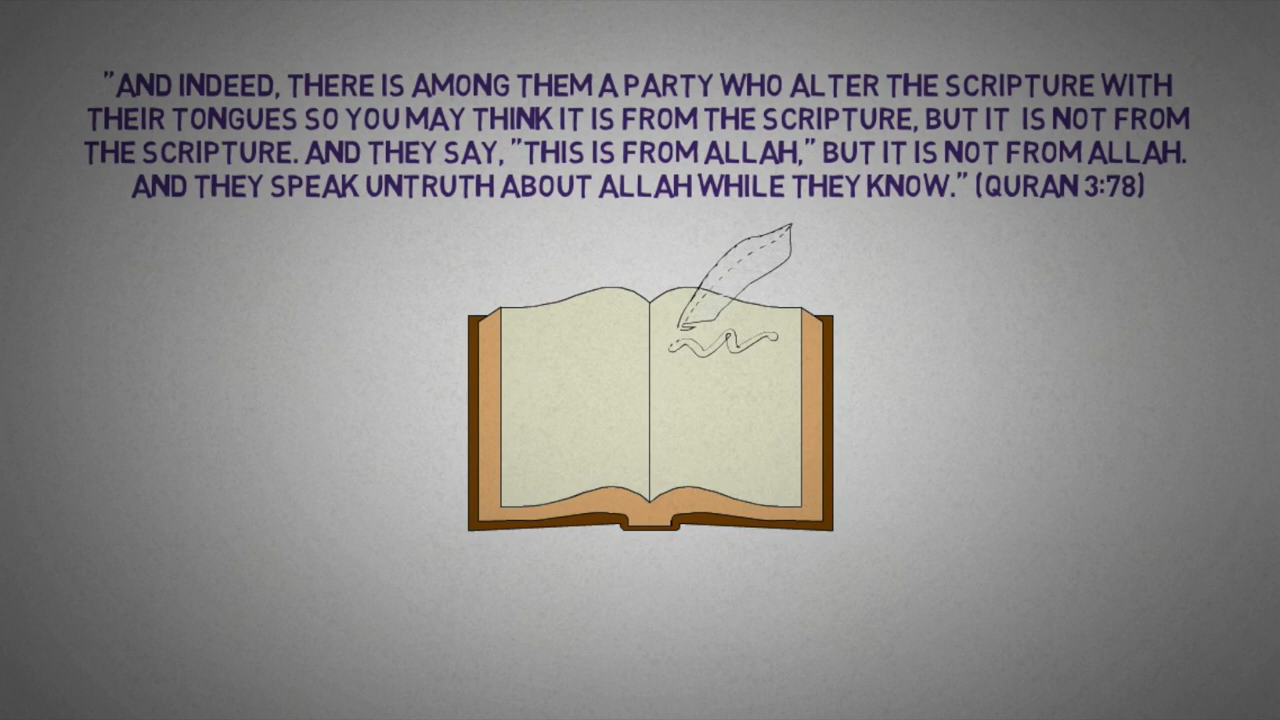 "AND INDEED, THERE IS AMONG THEM A PARTY WHO ALTER THE SCRIPTURE WITH
THEIR TONGUES SO YOU MAY THINK IT IS FROM THE SCRIPTURE, BUT IT IS NOT FROM
THE SCRIPTURE. AND THEY SAY, "THIS IS FROM ALLAH," BUT IT IS NOT FROM ALLAH.
AND THEY SPEAK UNTRUTH ABOUT ALLAH WHILE THEY KNOW." (QURAN 3:78)